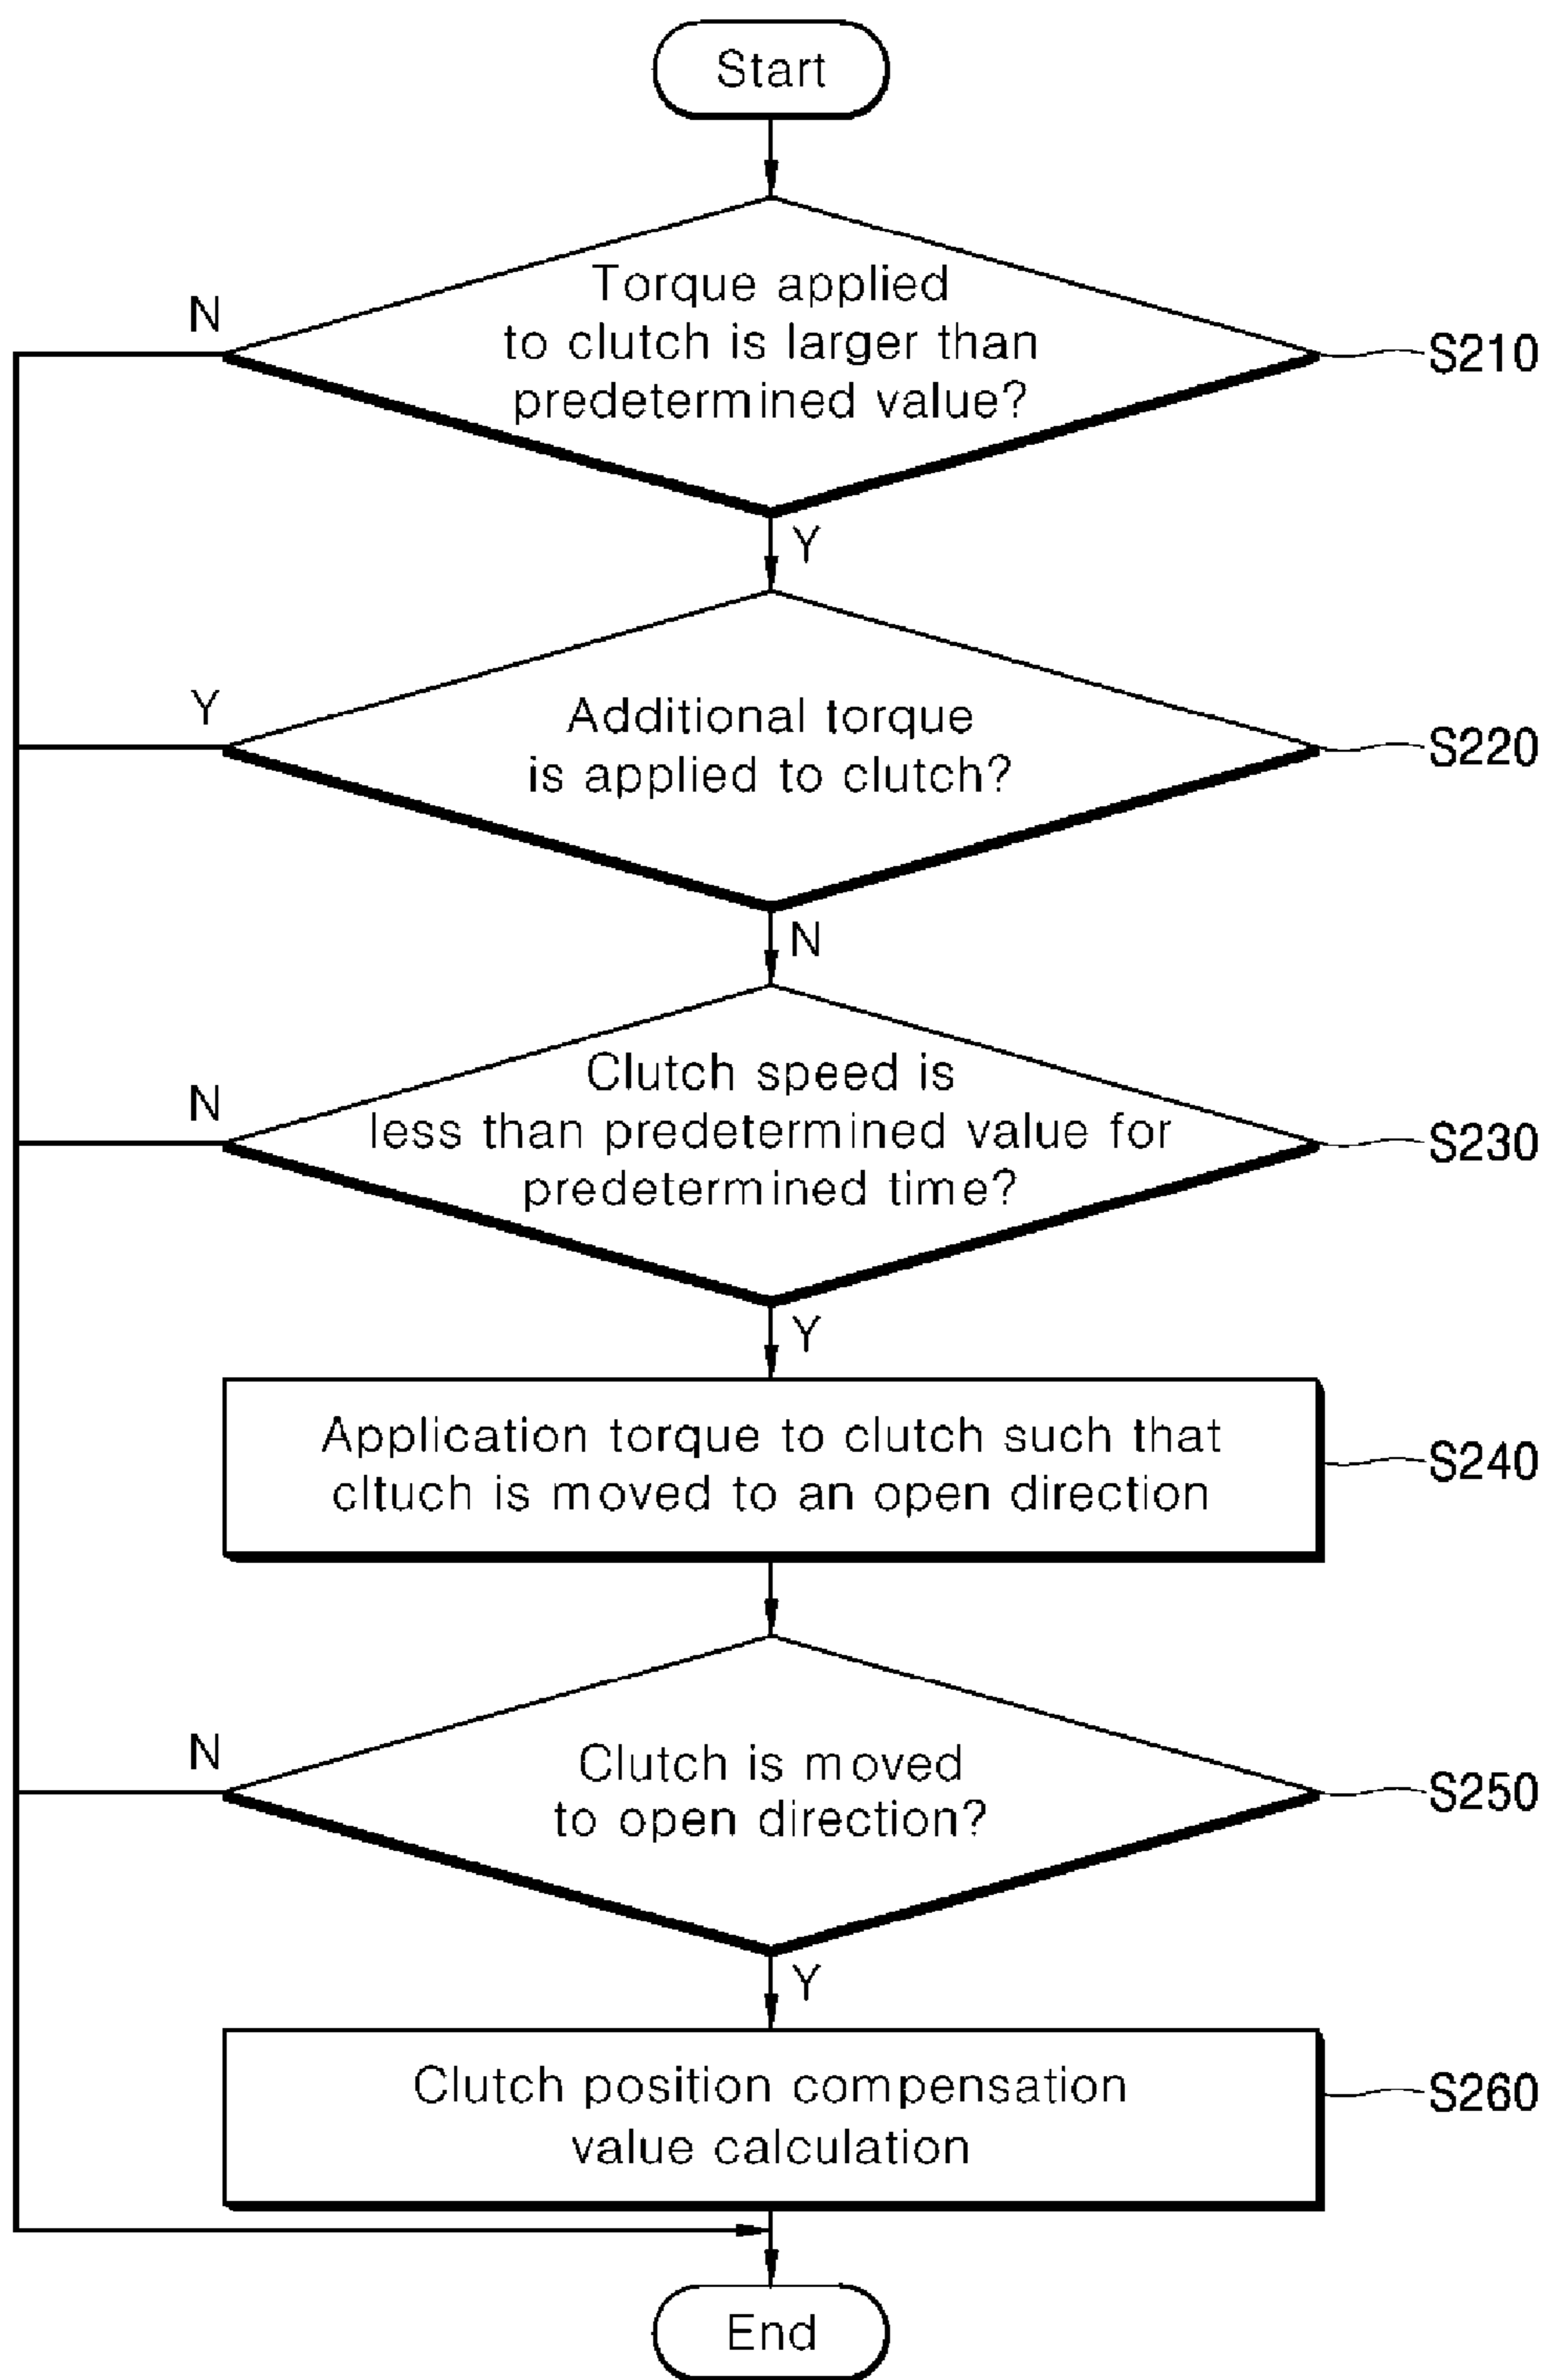 Start
Torque applied
to clutch is larger than
predetermined value?
N
S210
Y
Additional torque
is applied to clutch?
Y
S220
N
Clutch speed is
less than predetermined value for
predetermined time?
N
S230
Y
Application torque to clutch such that
cltuch is moved to an open direction
S240
Clutch is moved
to open direction?
N
S250
Y
Clutch position compensation
value calculation
S260
End